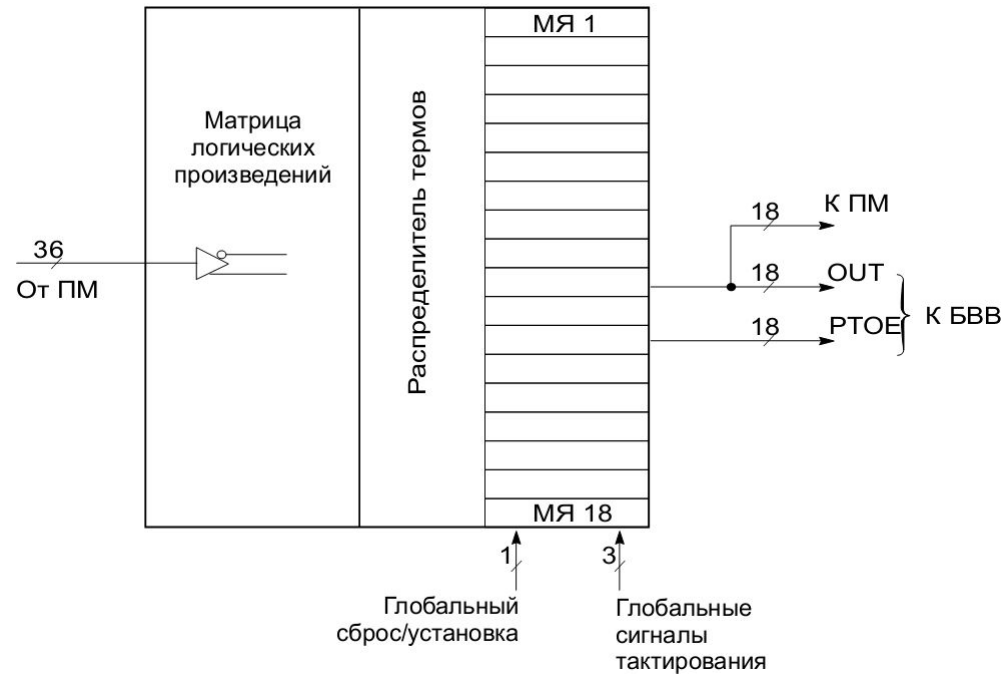 МЯ 1
Матрица
логических
произведений
Распределитель термов
36
От ПМ
18
К ПМ
18
OUT
18
PTOE
К БВВ
МЯ 18
1
3
Глобальный
сброс/установка
Глобальные
сигналы
тактирования